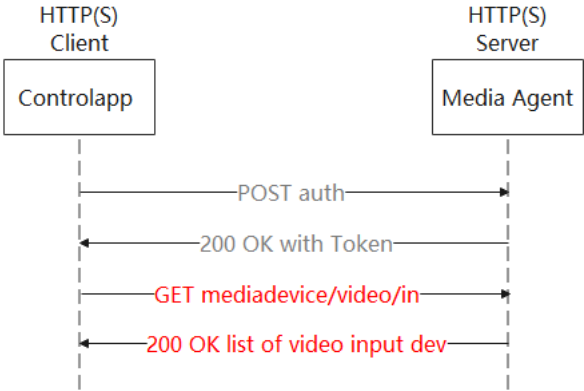 HTTP(S)
Client
HTTP(S)
Server
Controlapp
Media Agent
POST auth
200 OK with Token
GET mediadevice/video/in
200 OK list of video input dev